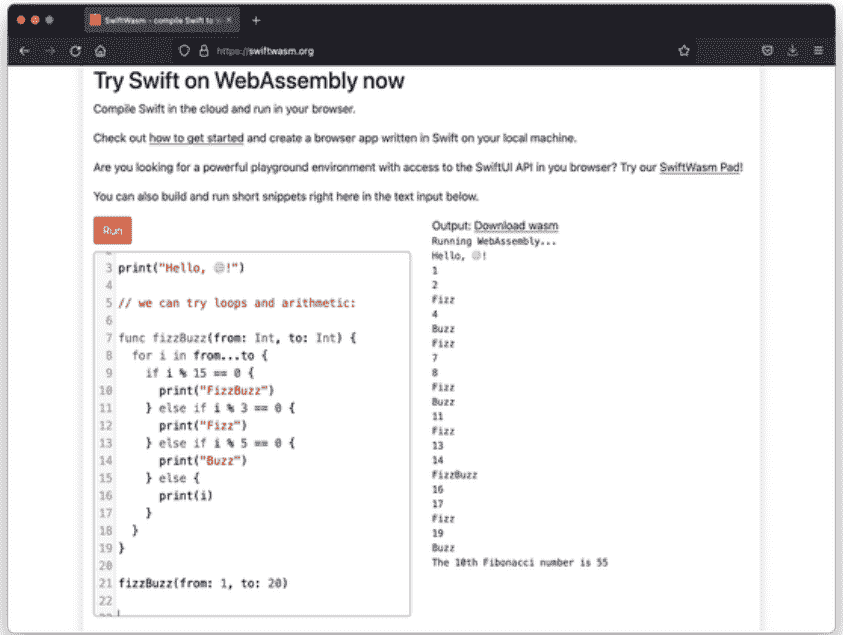 SwiftWasm - compile Swift to
https://swiftwasm.org
Try Swift on WebAssembly now
Compile Swift in the cloud and run in your browser.
Check out how to get started and create a browser app written in Swift on your local machine.
Are you looking for a powerful playground environment with access to the SwiftUI API in you browser? Try our SwiftWasm Pad!
You can also build and run short snippets right here in the text input below.
Run
3 print("Hello, !")
4
5 // we can try loops and arithmetic:
6
7 func fizzBuzz(from: Int, to: Int) {
8 for i in from...to {
9 if i % 15 == 0 {
10 print("FizzBuzz")
11 } else if i % 3 == 0 {
12 print("Fizz")
13 } else if i % 5 == 0 {
14 print("Buzz")
15 } else {
16 print(i)
17 }
18 }
19 }
20
21 fizzBuzz(from: 1, to: 20)
22
Output: Download wasm
Running WebAssembly...
Hello, !
1
2
Fizz
4
Buzz
Fizz
7
8
Fizz
Buzz
11
Fizz
13
14
FizzBuzz
16
17
Fizz
19
Buzz
The 10th Fibonacci number is 55